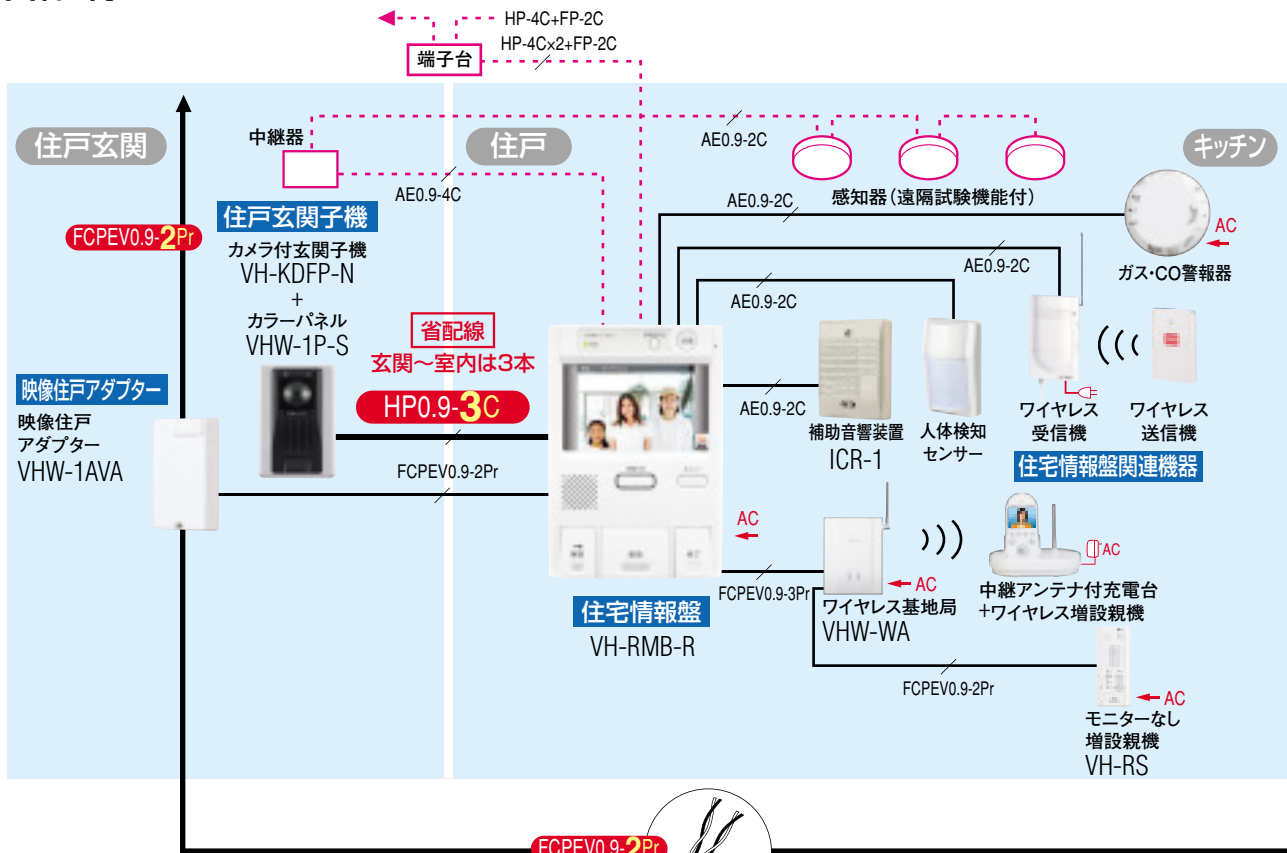 HP-4C+FP-2C
HP-4C×2+FP-2C
端子台
住戸玄関
中継器
住戸
AE0.9-2C
キッチン
AE0.9-4C
AE0.9-2C
感知器(遠隔試験機能付)
住戸玄関子機
FCPEV0.9-2Pr
AC
カメラ付玄関子機
VH-KDFP-N
+
カラーパネル
VHW-1P-S
AE0.9-2C
ガス・CO警報器
AE0.9-2C
省配線
玄関~室内は3本
HP0.9-3C
映像住戸アダプター
映像住戸
アダプター
VHW-1AVA
AE0.9-2C
補助音響装置
ICR-1
人体検知
センサー
ワイヤレス
受信機
ワイヤレス
送信機
住宅情報盤関連機器
FCPEV0.9-2Pr
AC
AC
FCPEV0.9-3Pr
AC
ワイヤレス基地局
VHW-WA
中継アンテナ付充電台
+ワイヤレス増設親機
住宅情報盤
VH-RMB-R
FCPEV0.9-2Pr
AC
モニターなし
増設親機
VH-RS
FCPEV0.9-2Pr